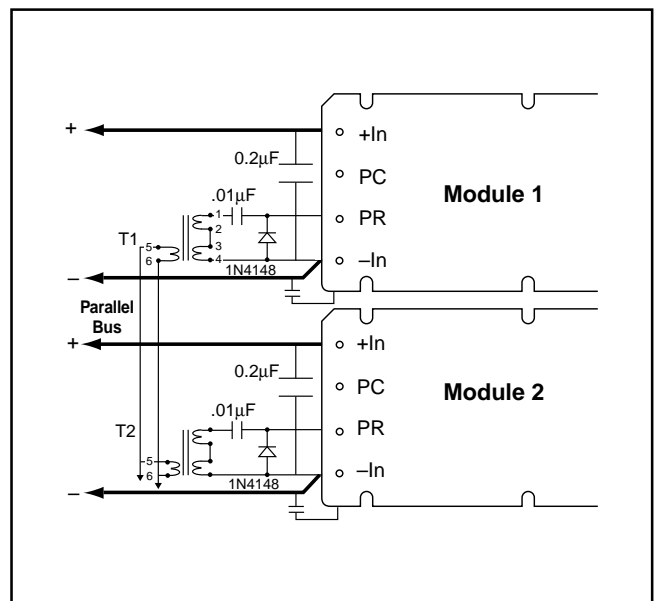 +
+In
0.2µF
PC
Module 1
.01µF
PR
1
2
T1
5
3
6
4
–In
1N4148
–
Parallel
Bus
+
+In
0.2µF
PC
Module 2
.01µF
PR
T2
5
6
–In
1N4148
–